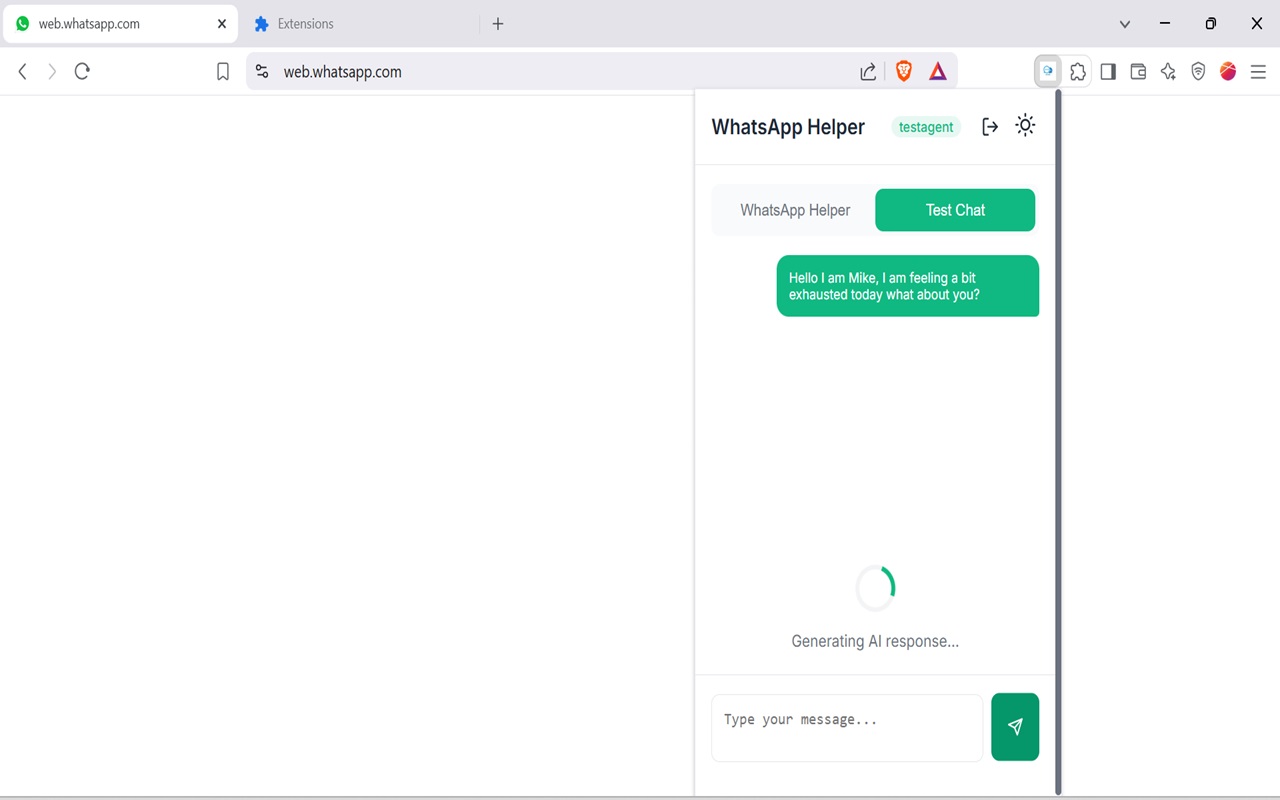 web.whatsapp.com
Extensions
web.whatsapp.com
WhatsApp Helper
testagent
WhatsApp Helper
Test Chat
Hello I am Mike, I am feeling a bit
exhausted today what about you?
Generating AI response...
Type your message...